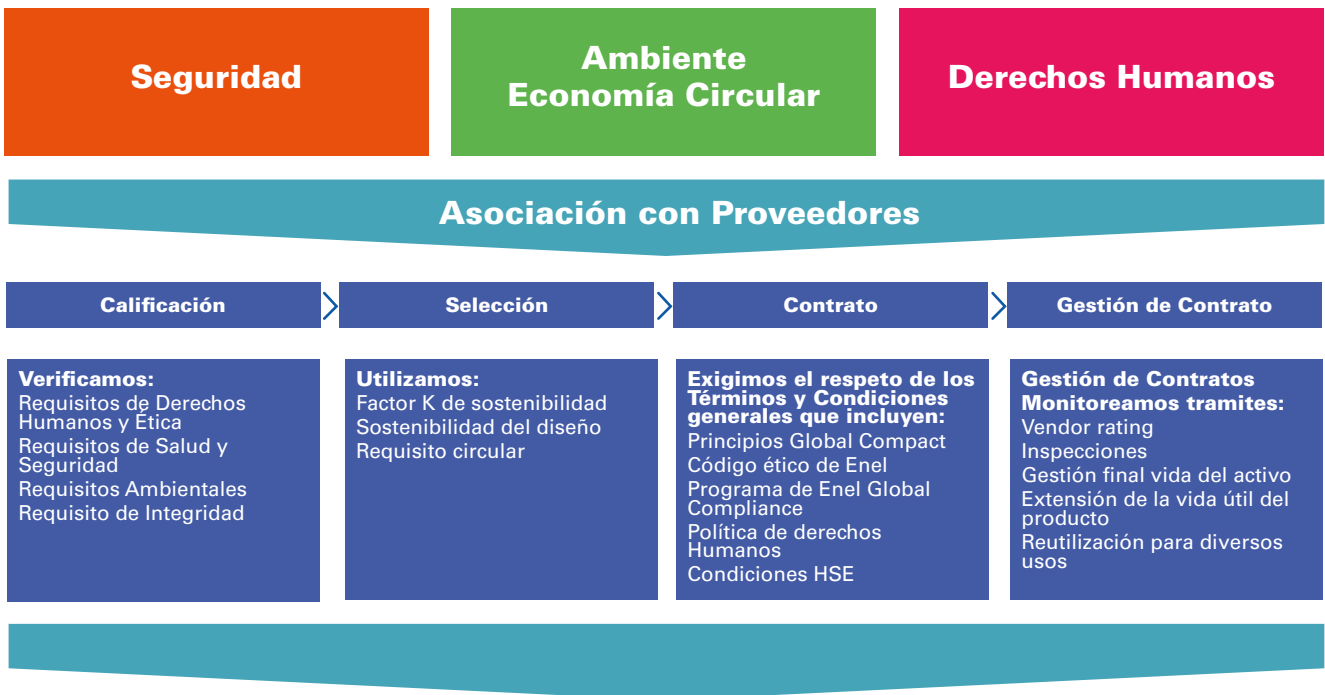 Seguridad
Ambiente
Economía Circular
Derechos Humanos
Asociación con Proveedores
Calificación
Selección
Contrato
Gestión de Contrato
Verificamos:
Requisitos de Derechos
Humanos y Ética
Requisitos de Salud y
Seguridad
Requisitos Ambientales
Requisito de Integridad
Utilizamos:
Factor K de sostenibilidad
Sostenibilidad del diseño
Requisito circular
Exigimos el respeto de los
Términos y Condiciones
generales que incluyen:
Principios Global Compact
Código ético de Enel
Programa de Enel Global
Compliance
Política de derechos
Humanos
Condiciones HSE
Gestión de Contratos
Monitoreamos tramites:
Vendor rating
Inspecciones
Gestión final vida del activo
Extensión de la vida útil del
producto
Reutilización para diversos
usos